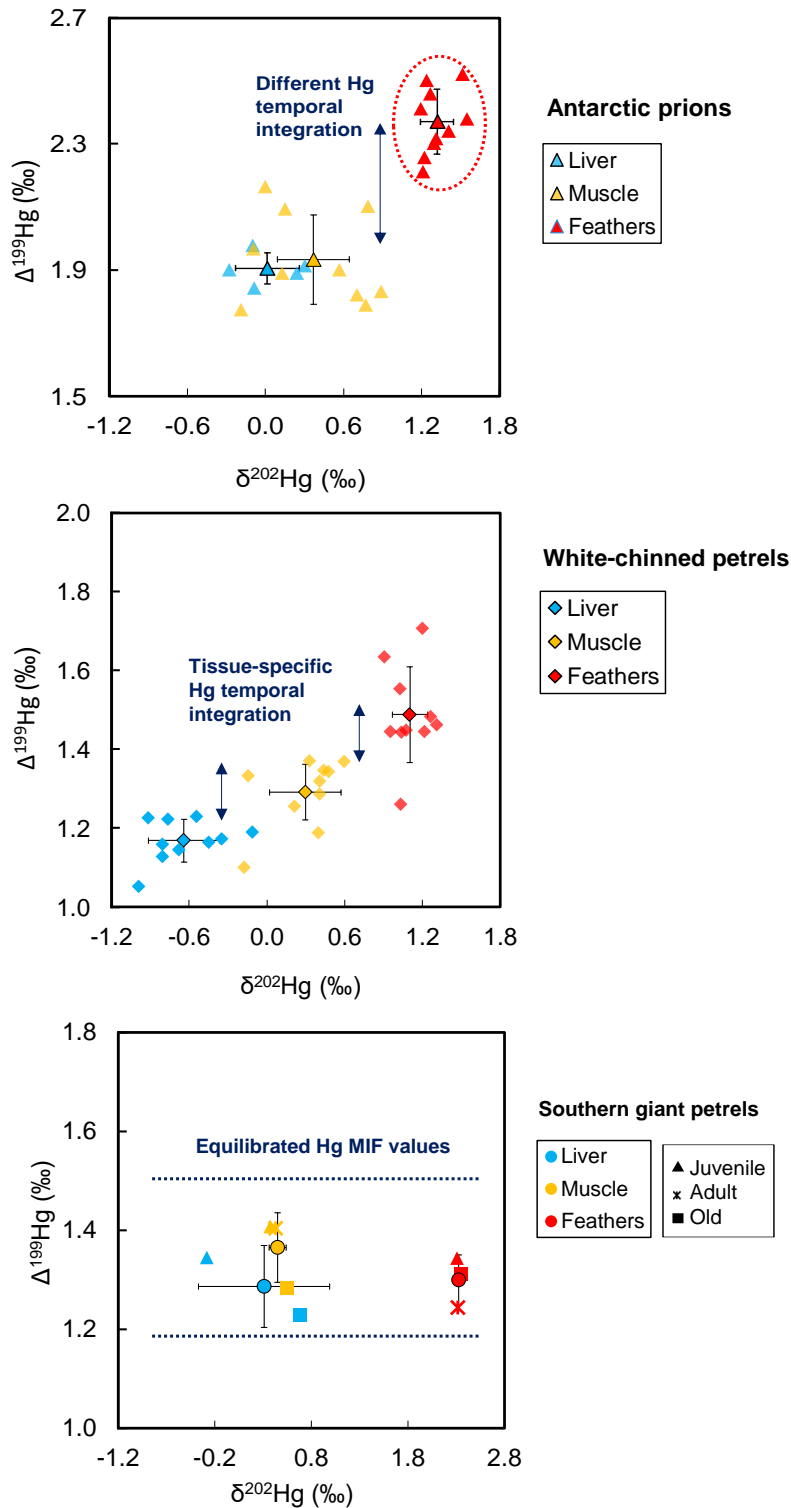 2.7
2.3
1.9
1.5
Δ¹⁹⁹Hg (‰)
Different Hg
temporal
integration
-1.2 -0.6 0.0 0.6 1.2 1.8
δ²⁰²Hg (‰)
Antarctic prions
Liver
Muscle
Feathers
2.0
1.8
1.6
1.4
1.2
1.0
Δ¹⁹⁹Hg (‰)
Tissue-specific
Hg temporal
integration
-1.2 -0.6 0.0 0.6 1.2 1.8
δ²⁰²Hg (‰)
White-chinned petrels
Liver
Muscle
Feathers
1.8
1.6
1.4
1.2
1.0
Δ¹⁹⁹Hg (‰)
Equilibrated Hg MIF values
-1.2 -0.2 0.8 1.8 2.8
δ²⁰²Hg (‰)
Southern giant petrels
Liver
Muscle
Feathers
Juvenile
Adult
Old